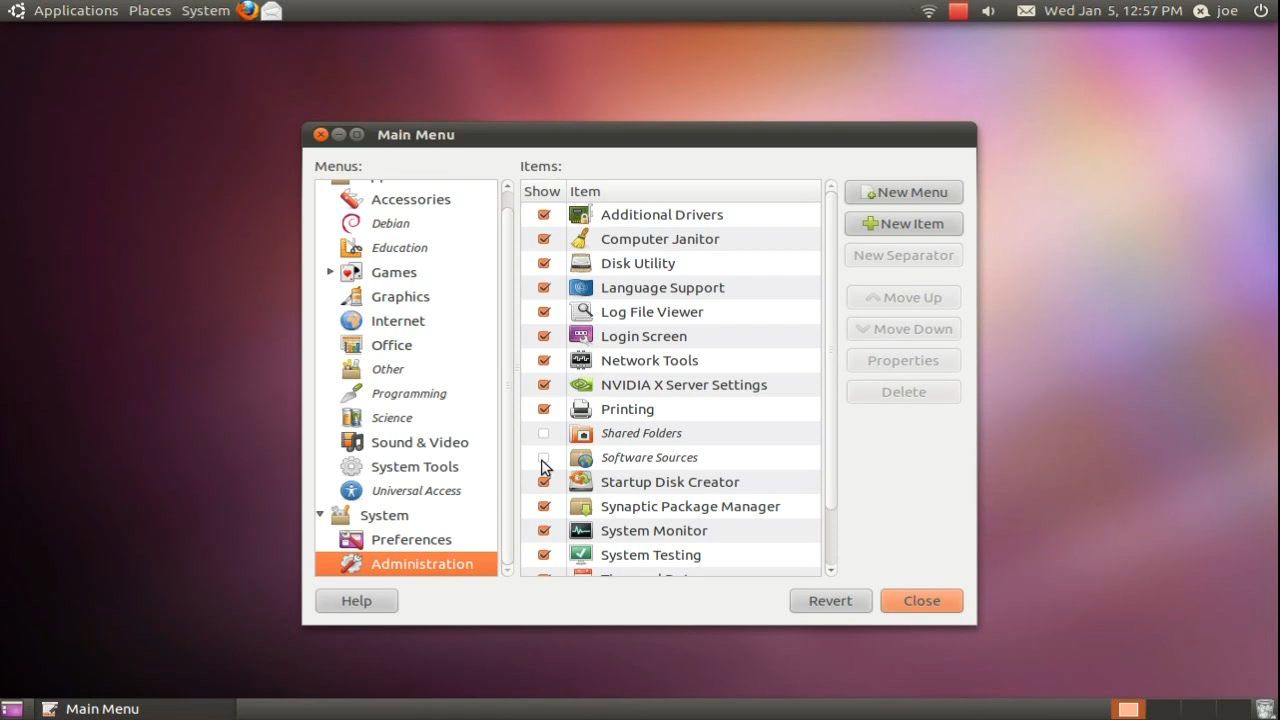 Applications Places System Wed Jan 5, 12:57 PM joe
Main Menu
Menus:
Accessories
Debian
Education
Games
Graphics
Internet
Office
Other
Programming
Science
Sound & Video
System Tools
Universal Access
System
Preferences
Administration
Items:
Show Item
Additional Drivers
Computer Janitor
Disk Utility
Language Support
Log File Viewer
Login Screen
Network Tools
NVIDIA X Server Settings
Printing
Shared Folders
Software Sources
Startup Disk Creator
Synaptic Package Manager
System Monitor
System Testing
New Menu
New Item
New Separator
Move Up
Move Down
Properties
Delete
Help Revert Close
Main Menu